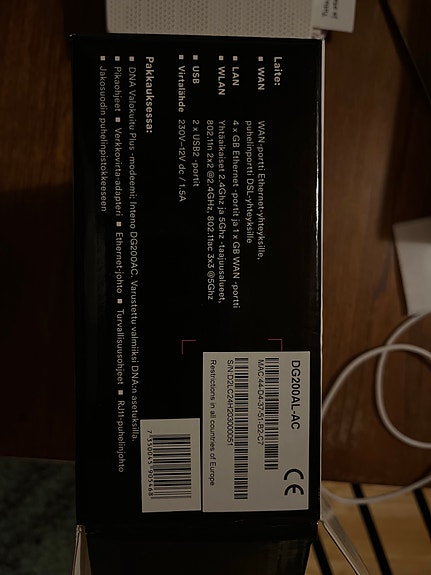 Laite:
■ WAN WAN-portti Ethernet-yhteyksille,
puhelinportti DSL-yhteyksille
■ LAN 4 x GB Ethernet -portit ja 1 x GB WAN -portti
■ WLAN Yhtäaikaiset 2.4Ghz ja 5Ghz -taajuusalueet,
802.11n 2x2 @2.4GHz, 802.11ac 3x3 @5Ghz
■ USB 2 x USB2 -portit
■ Virtalähde 230V–12V dc / 1.5A
Pakkauksessa:
■ DNA Valokuitu Plus -modeemi; Inteno DG200AC. Varustettu valmiiksi DNA:n asetuksilla.
■ Pikaohjeet ■ Verkkovirta-adapteri ■ Ethernet-johto ■ Turvallisuusohjeet ■ RJ11-puhelinjohto
■ Jakosuodin puhelinpistokkeeseen
DG200AL-AC
MAC:44-D4-37-51-B2-C7
S/N:D2LC24H203000051
Restrictions in all countries of Europe
CE
7 350045 905468